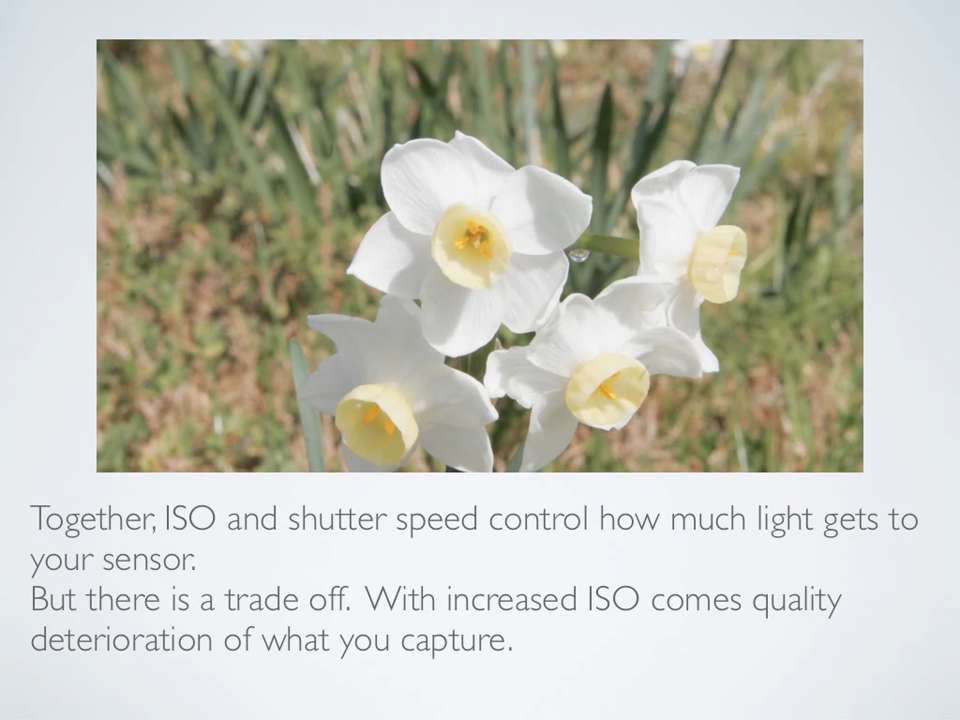 Together, ISO and shutter speed control how much light gets to
your sensor.
But there is a trade off.  With increased ISO comes quality
deterioration of what you capture.